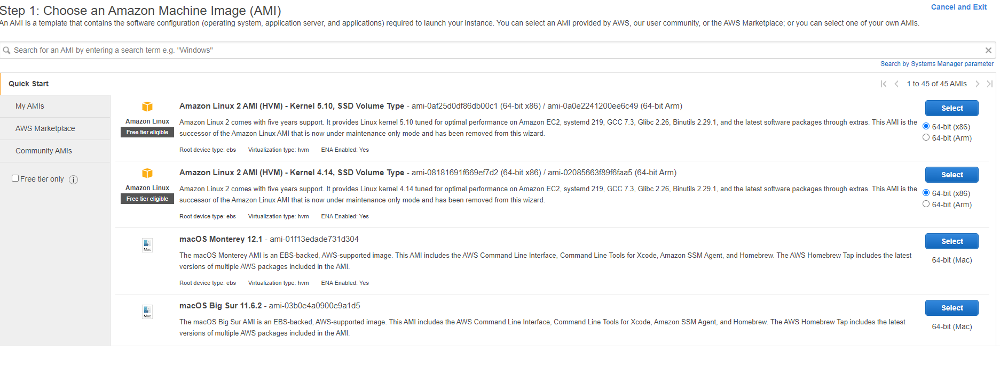 Step 1: Choose an Amazon Machine Image (AMI)
Cancel and Exit
An AMI is a template that contains the software configuration (operating system, application server, and applications) required to launch your instance. You can select an AMI provided by AWS, our user community, or the AWS Marketplace; or you can select one of your own AMIs.
Search for an AMI by entering a search term e.g. "Windows"
Search by Systems Manager parameter
Quick Start
1 to 45 of 45 AMIs
My AMIs
AWS Marketplace
Community AMIs
Free tier only
Amazon Linux
Free tier eligible
Amazon Linux 2 AMI (HVM) - Kernel 5.10, SSD Volume Type - ami-0af25d0df86db00c1 (64-bit x86) / ami-0a0e2241200ee6c49 (64-bit Arm)
Amazon Linux 2 comes with five years support. It provides Linux kernel 5.10 tuned for optimal performance on Amazon EC2, systemd 219, GCC 7.3, Glibc 2.26, Binutils 2.29.1, and the latest software packages through extras. This AMI is the
successor of the Amazon Linux AMI that is now under maintenance only mode and has been removed from this wizard.
Root device type: ebs Virtualization type: hvm ENA Enabled: Yes
Select
64-bit (x86)
64-bit (Arm)
Amazon Linux
Free tier eligible
Amazon Linux 2 AMI (HVM) - Kernel 4.14, SSD Volume Type - ami-08181691f669ef7d2 (64-bit x86) / ami-02085663f89f6faa5 (64-bit Arm)
Amazon Linux 2 comes with five years support. It provides Linux kernel 4.14 tuned for optimal performance on Amazon EC2, systemd 219, GCC 7.3, Glibc 2.26, Binutils 2.29.1, and the latest software packages through extras. This AMI is the
successor of the Amazon Linux AMI that is now under maintenance only mode and has been removed from this wizard.
Root device type: ebs Virtualization type: hvm ENA Enabled: Yes
Select
64-bit (x86)
64-bit (Arm)
Mac
macOS Monterey 12.1 - ami-01f13edade731d304
The macOS Monterey AMI is an EBS-backed, AWS-supported image. This AMI includes the AWS Command Line Interface, Command Line Tools for Xcode, Amazon SSM Agent, and Homebrew. The AWS Homebrew Tap includes the latest
versions of multiple AWS packages included in the AMI.
Root device type: ebs Virtualization type: hvm ENA Enabled: Yes
Select
64-bit (Mac)
Mac
macOS Big Sur 11.6.2 - ami-03b0e4a0900e9a1d5
The macOS Big Sur AMI is an EBS-backed, AWS-supported image. This AMI includes the AWS Command Line Interface, Command Line Tools for Xcode, Amazon SSM Agent, and Homebrew. The AWS Homebrew Tap includes the latest
versions of multiple AWS packages included in the AMI.
Select
64-bit (Mac)